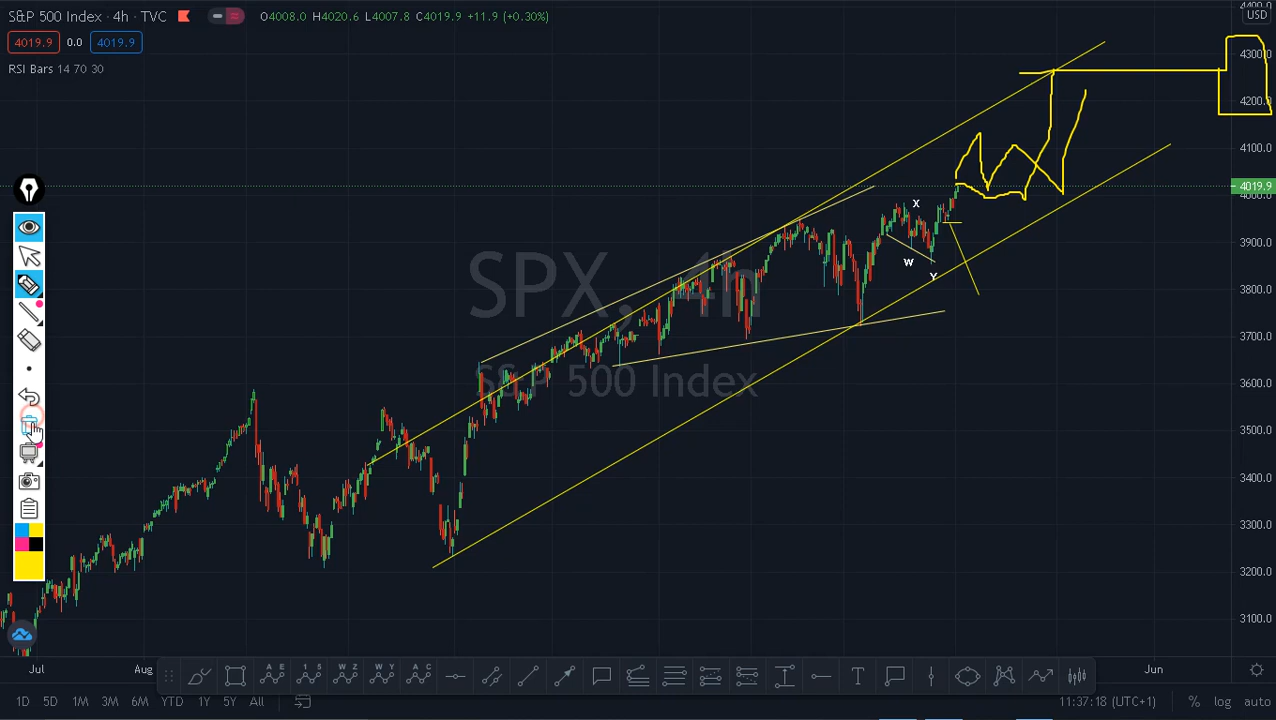 S&P 500 Index · 4h · TVC
O4008.0 H4020.6 L4007.8 C4019.9 +11.9 (+0.30%)
USD
4019.9 0.0 4019.9
RSI Bars 14 70 30
4300.0
4200.0
4100.0
4019.9
4000.0
3900.0
3800.0
3700.0
3600.0
3500.0
3400.0
3300.0
3200.0
3100.0
X
W
Y
SPX, 4h
S&P 500 Index
Jul
Aug
Jun
A E
1 5
W Z
W Y
A C
T
1D 5D 1M 3M 6M YTD 1Y 5Y All
11:37:18 (UTC+1)
% log auto